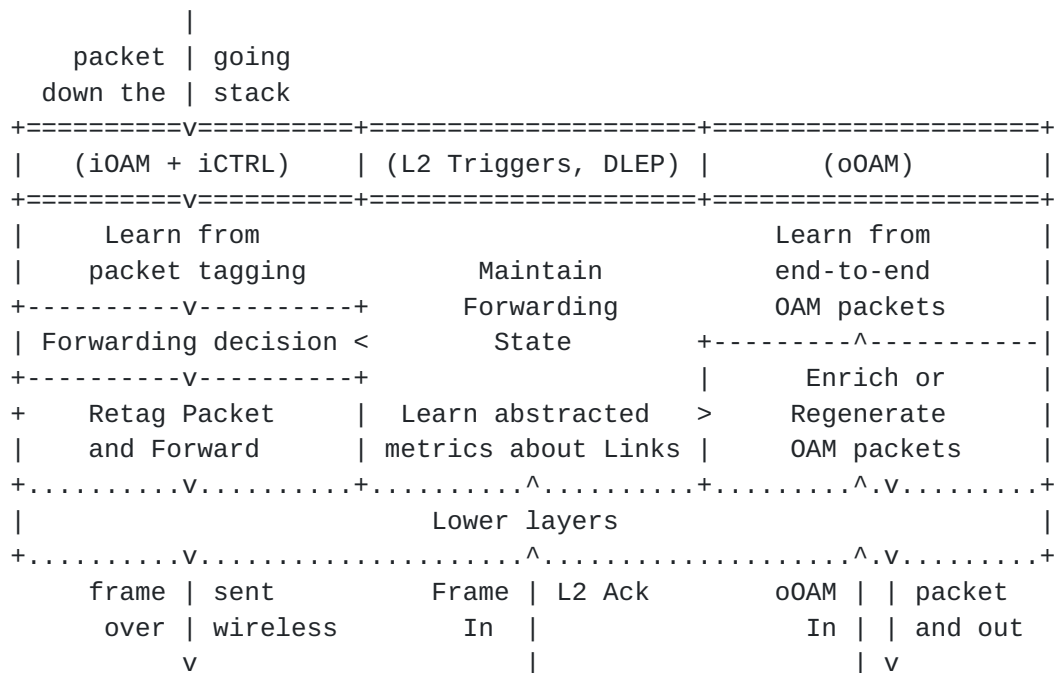 |
    packet | going
  down the | stack
+==========v==========+=====================+=====================+
|   (iOAM + iCTRL)    | (L2 Triggers, DLEP) |       (oOAM)        |
+==========v==========+=====================+=====================+
|     Learn from                                 Learn from       |
|    packet tagging           Maintain           end-to-end       |
+----------v----------+      Forwarding          OAM packets      |
| Forwarding decision <        State        +---------^-----------|
+----------v----------+                     |      Enrich or      |
+    Retag Packet     |  Learn abstracted   >     Regenerate      |
|    and Forward      | metrics about Links |     OAM packets     |
+..........v..........+..........^..........+.........^.v.........+
|                          Lower layers                           |
+..........v.....................^....................^.v.........+
     frame | sent          Frame | L2 Ack        oOAM | | packet
      over | wireless        In  |                 In | | and out
           v                     |                    | v